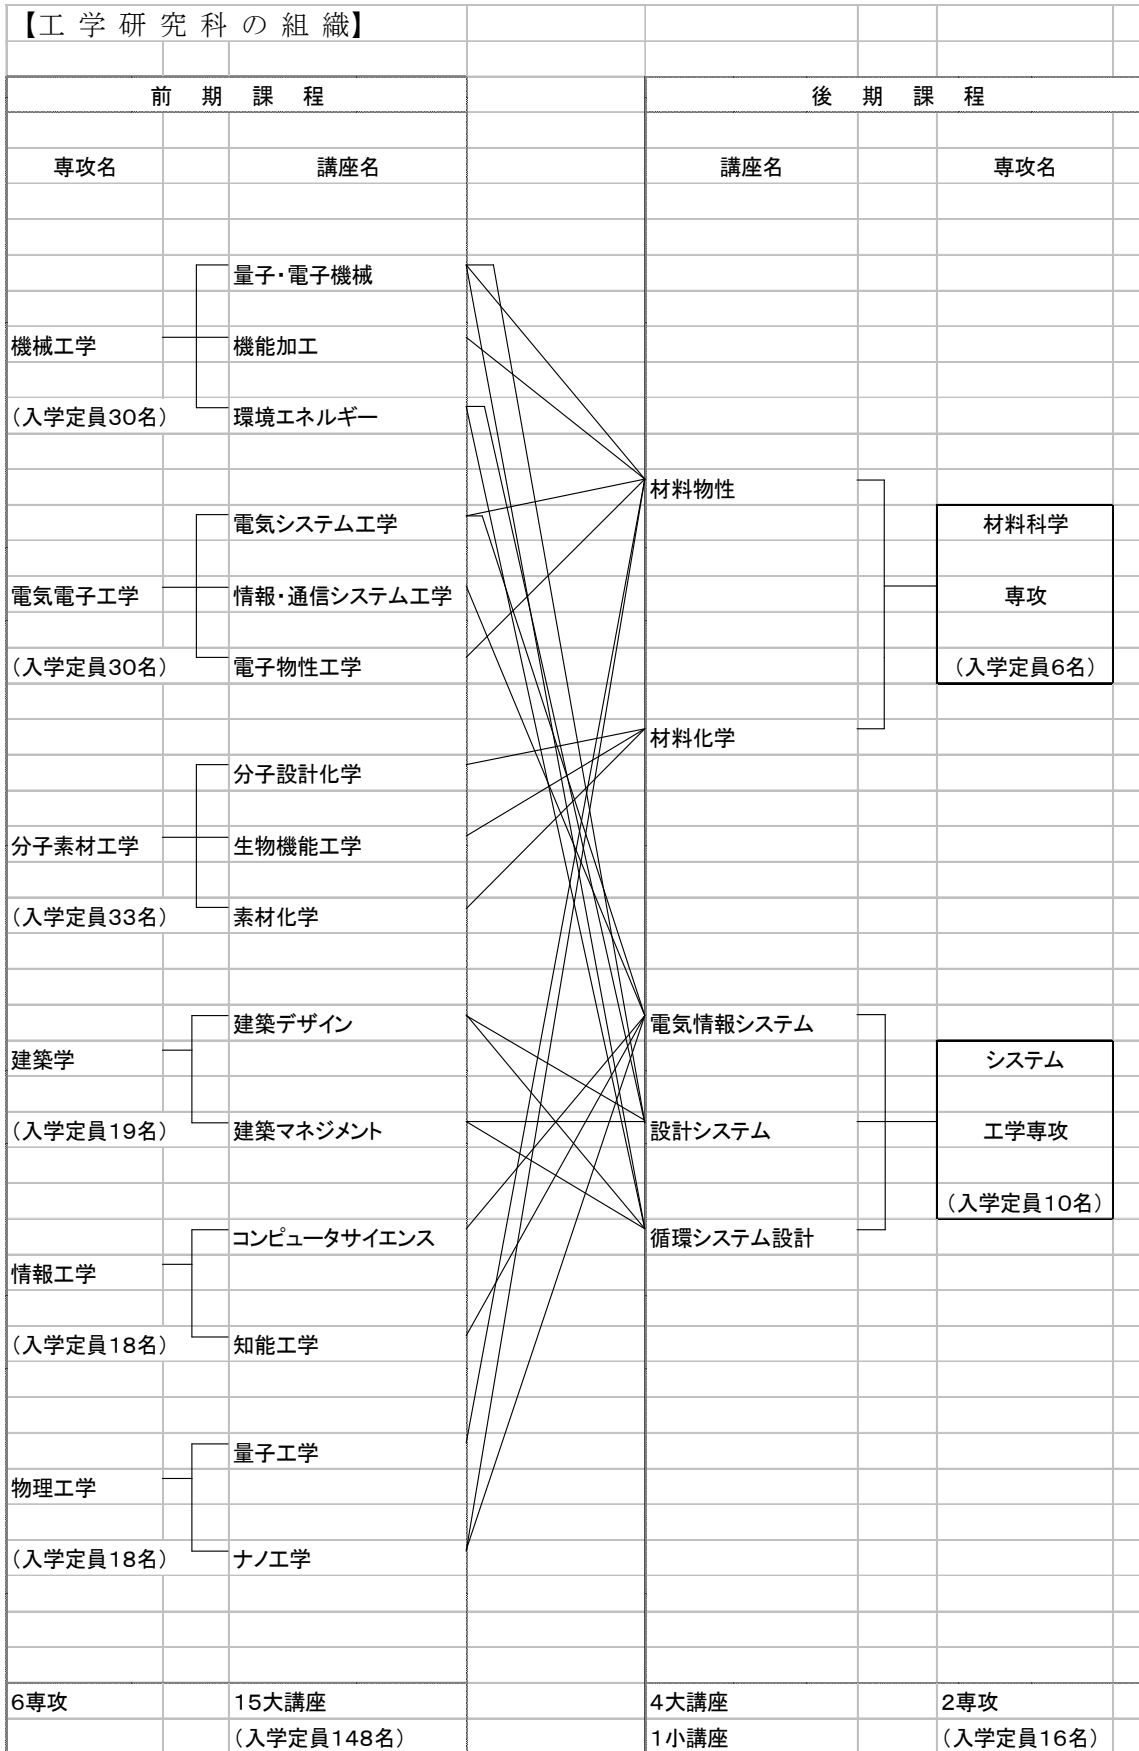 【工 学 研 究 科 の 組 織】
前 期 課 程
後 期 課 程
専攻名
講座名
講座名
専攻名
量子・電子機械
機械工学
機能加工
(入学定員30名)
環境エネルギー
材料物性
電気システム工学
材料科学
電気電子工学
情報・通信システム工学
専攻
(入学定員30名)
電子物性工学
(入学定員6名)
材料化学
分子設計化学
分子素材工学
生物機能工学
(入学定員33名)
素材化学
建築デザイン
電気情報システム
建築学
システム
(入学定員19名)
建築マネジメント
設計システム
工学専攻
(入学定員10名)
コンピュータサイエンス
循環システム設計
情報工学
(入学定員18名)
知能工学
量子工学
物理工学
(入学定員18名)
ナノ工学
6専攻
15大講座
4大講座
2専攻
(入学定員148名)
1小講座
(入学定員16名)